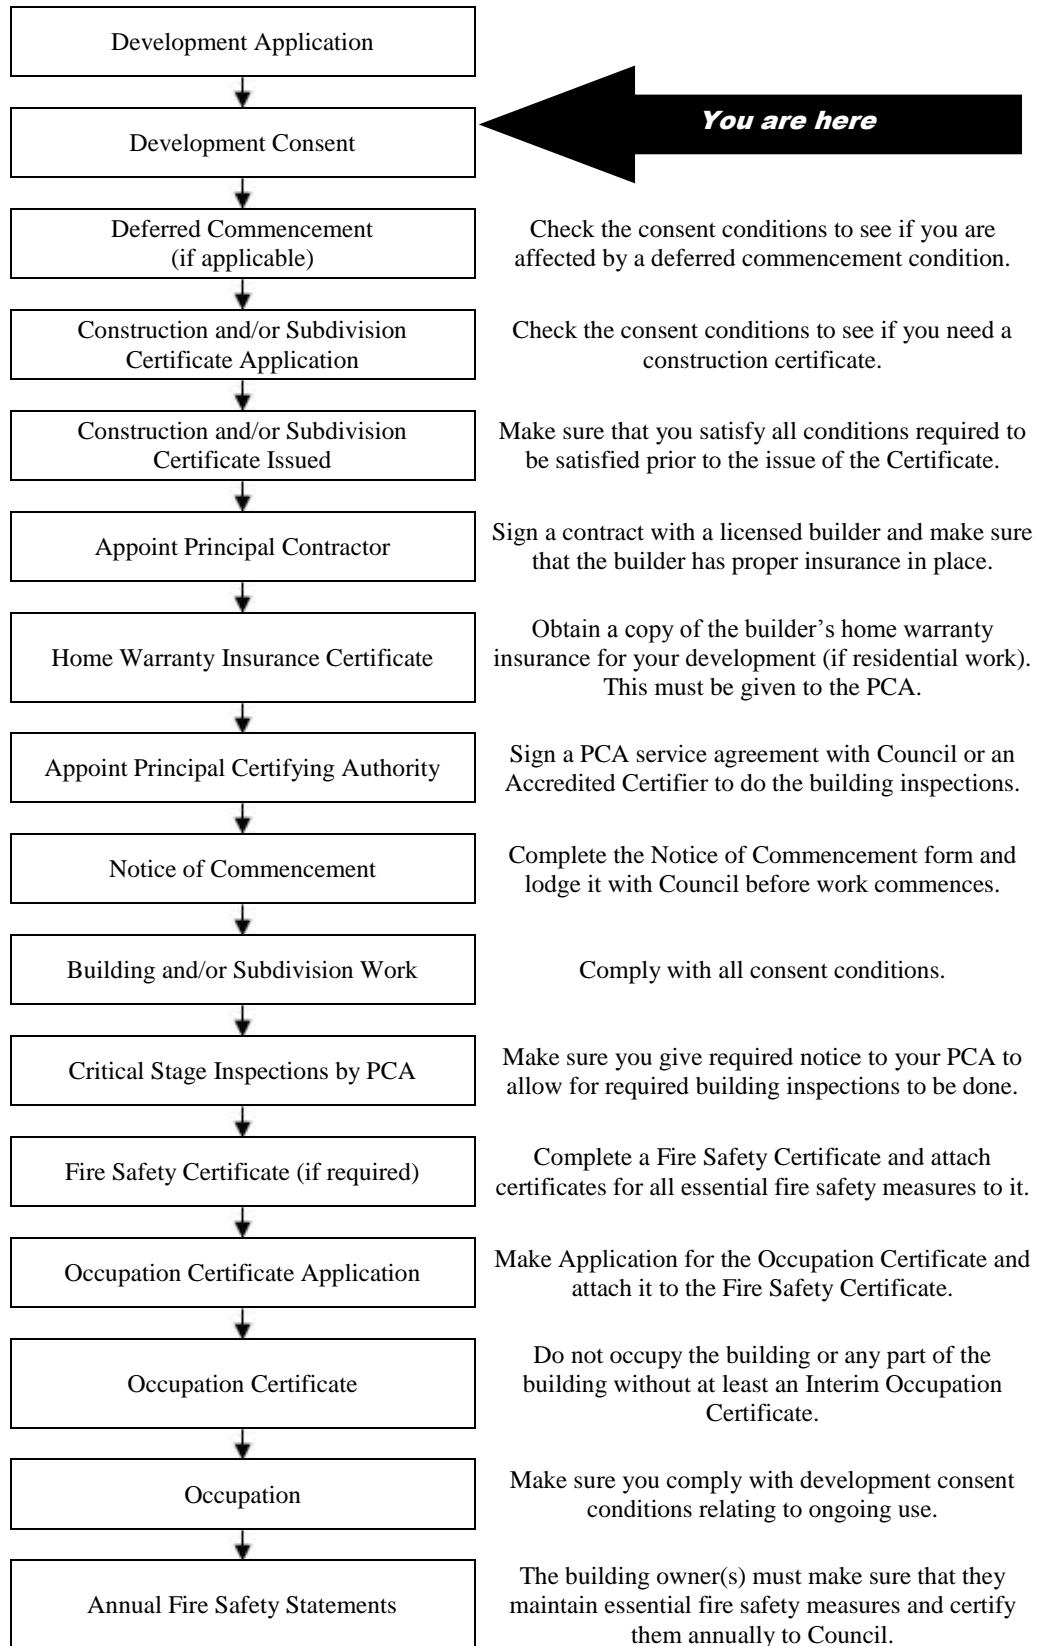 Development Application
Development Consent
You are here
Deferred Commencement
(if applicable)
Check the consent conditions to see if you are
affected by a deferred commencement condition.
Construction and/or Subdivision
Certificate Application
Check the consent conditions to see if you need a
construction certificate.
Construction and/or Subdivision
Certificate Issued
Make sure that you satisfy all conditions required to
be satisfied prior to the issue of the Certificate.
Appoint Principal Contractor
Sign a contract with a licensed builder and make sure
that the builder has proper insurance in place.
Home Warranty Insurance Certificate
Obtain a copy of the builder’s home warranty
insurance for your development (if residential work).
This must be given to the PCA.
Appoint Principal Certifying Authority
Sign a PCA service agreement with Council or an
Accredited Certifier to do the building inspections.
Notice of Commencement
Complete the Notice of Commencement form and
lodge it with Council before work commences.
Building and/or Subdivision Work
Comply with all consent conditions.
Critical Stage Inspections by PCA
Make sure you give required notice to your PCA to
allow for required building inspections to be done.
Fire Safety Certificate (if required)
Complete a Fire Safety Certificate and attach
certificates for all essential fire safety measures to it.
Occupation Certificate Application
Make Application for the Occupation Certificate and
attach it to the Fire Safety Certificate.
Occupation Certificate
Do not occupy the building or any part of the
building without at least an Interim Occupation
Certificate.
Occupation
Make sure you comply with development consent
conditions relating to ongoing use.
Annual Fire Safety Statements
The building owner(s) must make sure that they
maintain essential fire safety measures and certify
them annually to Council.